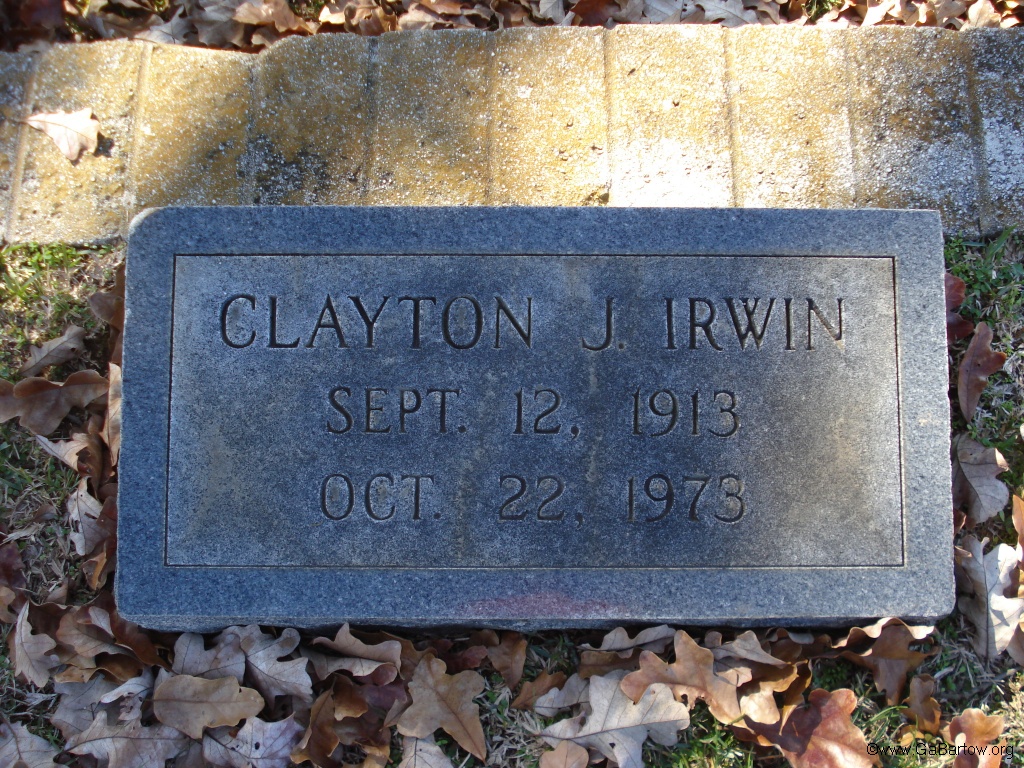 CLAYTON J. IRWIN
SEPT. 12, 1913
OCT. 22, 1973
©www.GaBartow.org